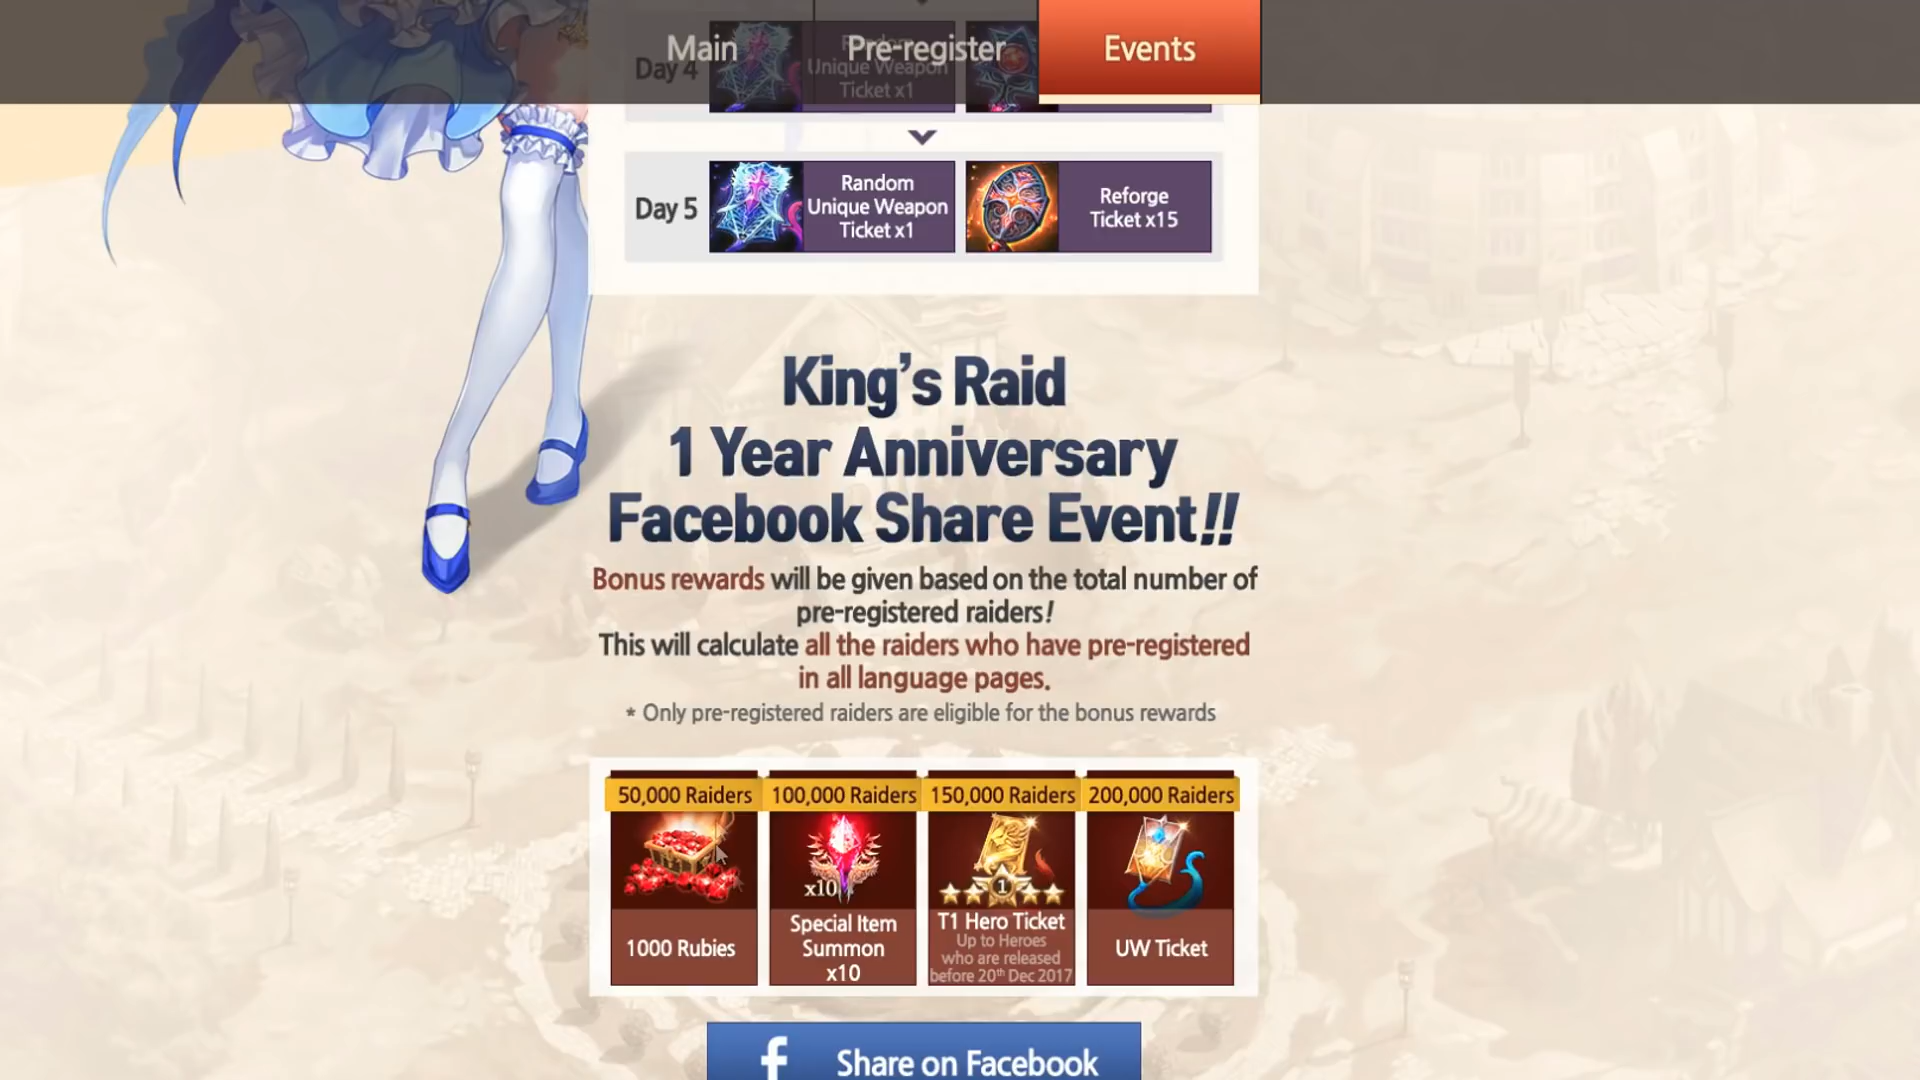 Main
Pre-register
Events
Day 4
Random
Unique Weapon
Ticket x1
Day 5
Random
Unique Weapon
Ticket x1
Reforge
Ticket x15
King's Raid
1 Year Anniversary
Facebook Share Event!!
Bonus rewards will be given based on the total number of
pre-registered raiders!
This will calculate all the raiders who have pre-registered
in all language pages.
* Only pre-registered raiders are eligible for the bonus rewards
50,000 Raiders
1000 Rubies
100,000 Raiders
x10
Special Item
Summon
x10
150,000 Raiders
1
T1 Hero Ticket
Up to Heroes
who are released
before 20th Dec 2017
200,000 Raiders
UW Ticket
f Share on Facebook